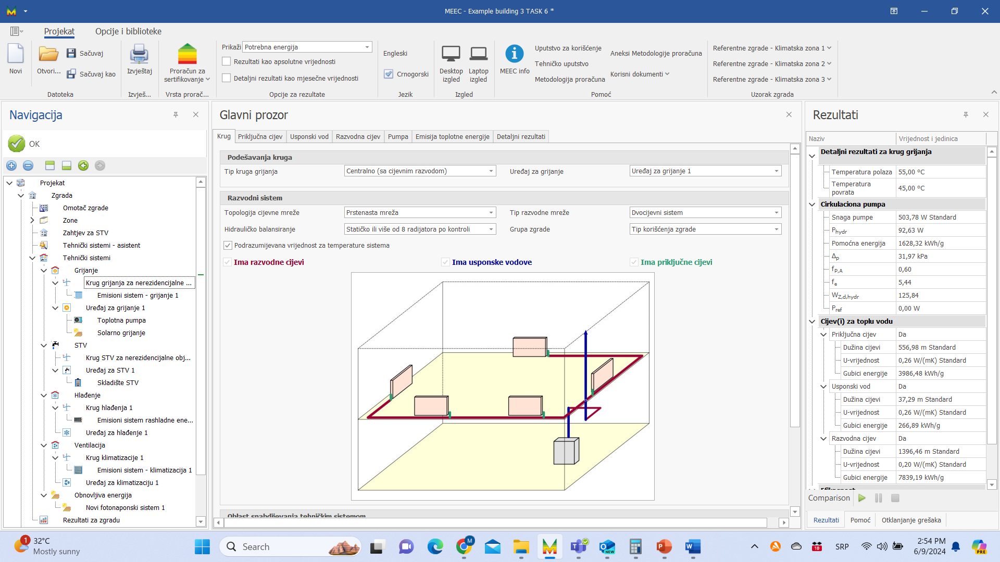 MEEC - Example building 3 TASK 6 *
Projekat
Opcije i biblioteke
Novi
Otvori...
Sačuvaj
Sačuvaj kao
Datoteka
Izvještaj
Izvješ...
Proračun za
sertifikovanje
Vrsta prorač...
Prikaži
Potrebna energija
Rezultati kao apsolutne vrijednosti
Detaljni rezultati kao mjesečne vrijednosti
Opcije za rezultate
Engleski
Crnogorski
Jezik
Desktop
izgled
Laptop
izgled
Izgled
MEEC info
Uputstvo za korišćenje
Tehničko uputstvo
Metodologija proračuna
Aneksi Metodologije proračuna
Korisni dokumenti
Pomoć
Referentne zgrade - Klimatska zona 1
Referentne zgrade - Klimatska zona 2
Referentne zgrade - Klimatska zona 3
Uzorak zgrada
Navigacija
OK
Projekat
Zgrada
Omotač zgrade
Zone
Zahtjev za STV
Tehnički sistemi - asistent
Tehnički sistemi
Grijanje
Krug grijanja za nerezidencijalne ...
Emisioni sistem - grijanje 1
Uređaj za grijanje 1
Toplotna pumpa
Solarno grijanje
STV
Krug STV za nerezidencijalne obj...
Uređaj za STV 1
Skladište STV
Hlađenje
Krug hlađenja 1
Emisioni sistem rashladne ene...
Uređaj za hlađenje 1
Ventilacija
Krug klimatizacije 1
Emisioni sistem - klimatizacija 1
Uređaj za klimatizaciju 1
Obnovljiva energija
Novi fotonaponski sistem 1
Rezultati za zgradu
Glavni prozor
Krug
Priključna cijev
Usponski vod
Razvodna cijev
Pumpa
Emisija toplotne energije
Detaljni rezultati
Podešavanja kruga
Tip kruga grijanja
Centralno (sa cijevnim razvodom)
Uređaj za grijanje
Uređaj za grijanje 1
Razvodni sistem
Topologija cijevne mreže
Prstenasta mreža
Tip razvodne mreže
Dvocijevni sistem
Hidrauličko balansiranje
Statičko ili više od 8 radijatora po kontroli
Grupa zgrade
Tip korišćenja zgrade
Podrazumijevana vrijednost za temperature sistema
Ima razvodne cijevi
Ima usponske vodove
Ima priključne cijevi
Oblast snabdijevanja tehničkim sistemom
Rezultati
Naziv
Vrijednost i jedinica
Detaljni rezultati za krug grijanja
Temperatura polaza 55,00 °C
Temperatura
povrata
45,00 °C
Cirkulaciona pumpa
Snaga pumpe 503,78 W Standard
Phydr 92,63 W
Pomoćna energija 1628,32 kWh/g
Δp 31,97 kPa
fP,A 0,60
fe 5,44
WZ,d,hydr 125,84
Pref 0,00 W
Cijev(i) za toplu vodu
Priključna cijev Da
Dužina cijevi 556,98 m Standard
U-vrijednost 0,26 W/(mK) Standard
Gubici energije 3986,48 kWh/g
Usponski vod Da
Dužina cijevi 37,29 m Standard
U-vrijednost 0,26 W/(mK) Standard
Gubici energije 266,89 kWh/g
Razvodna cijev Da
Dužina cijevi 1396,46 m Standard
U-vrijednost 0,20 W/(mK) Standard
Gubici energije 7839,19 kWh/g
Efikasnost
Comparison
Rezultati
Pomoć
Otklanjanje grešaka
1
32°C
Mostly sunny
Search
M
NEW
10
SRP
2:54 PM
6/9/2024
PRE